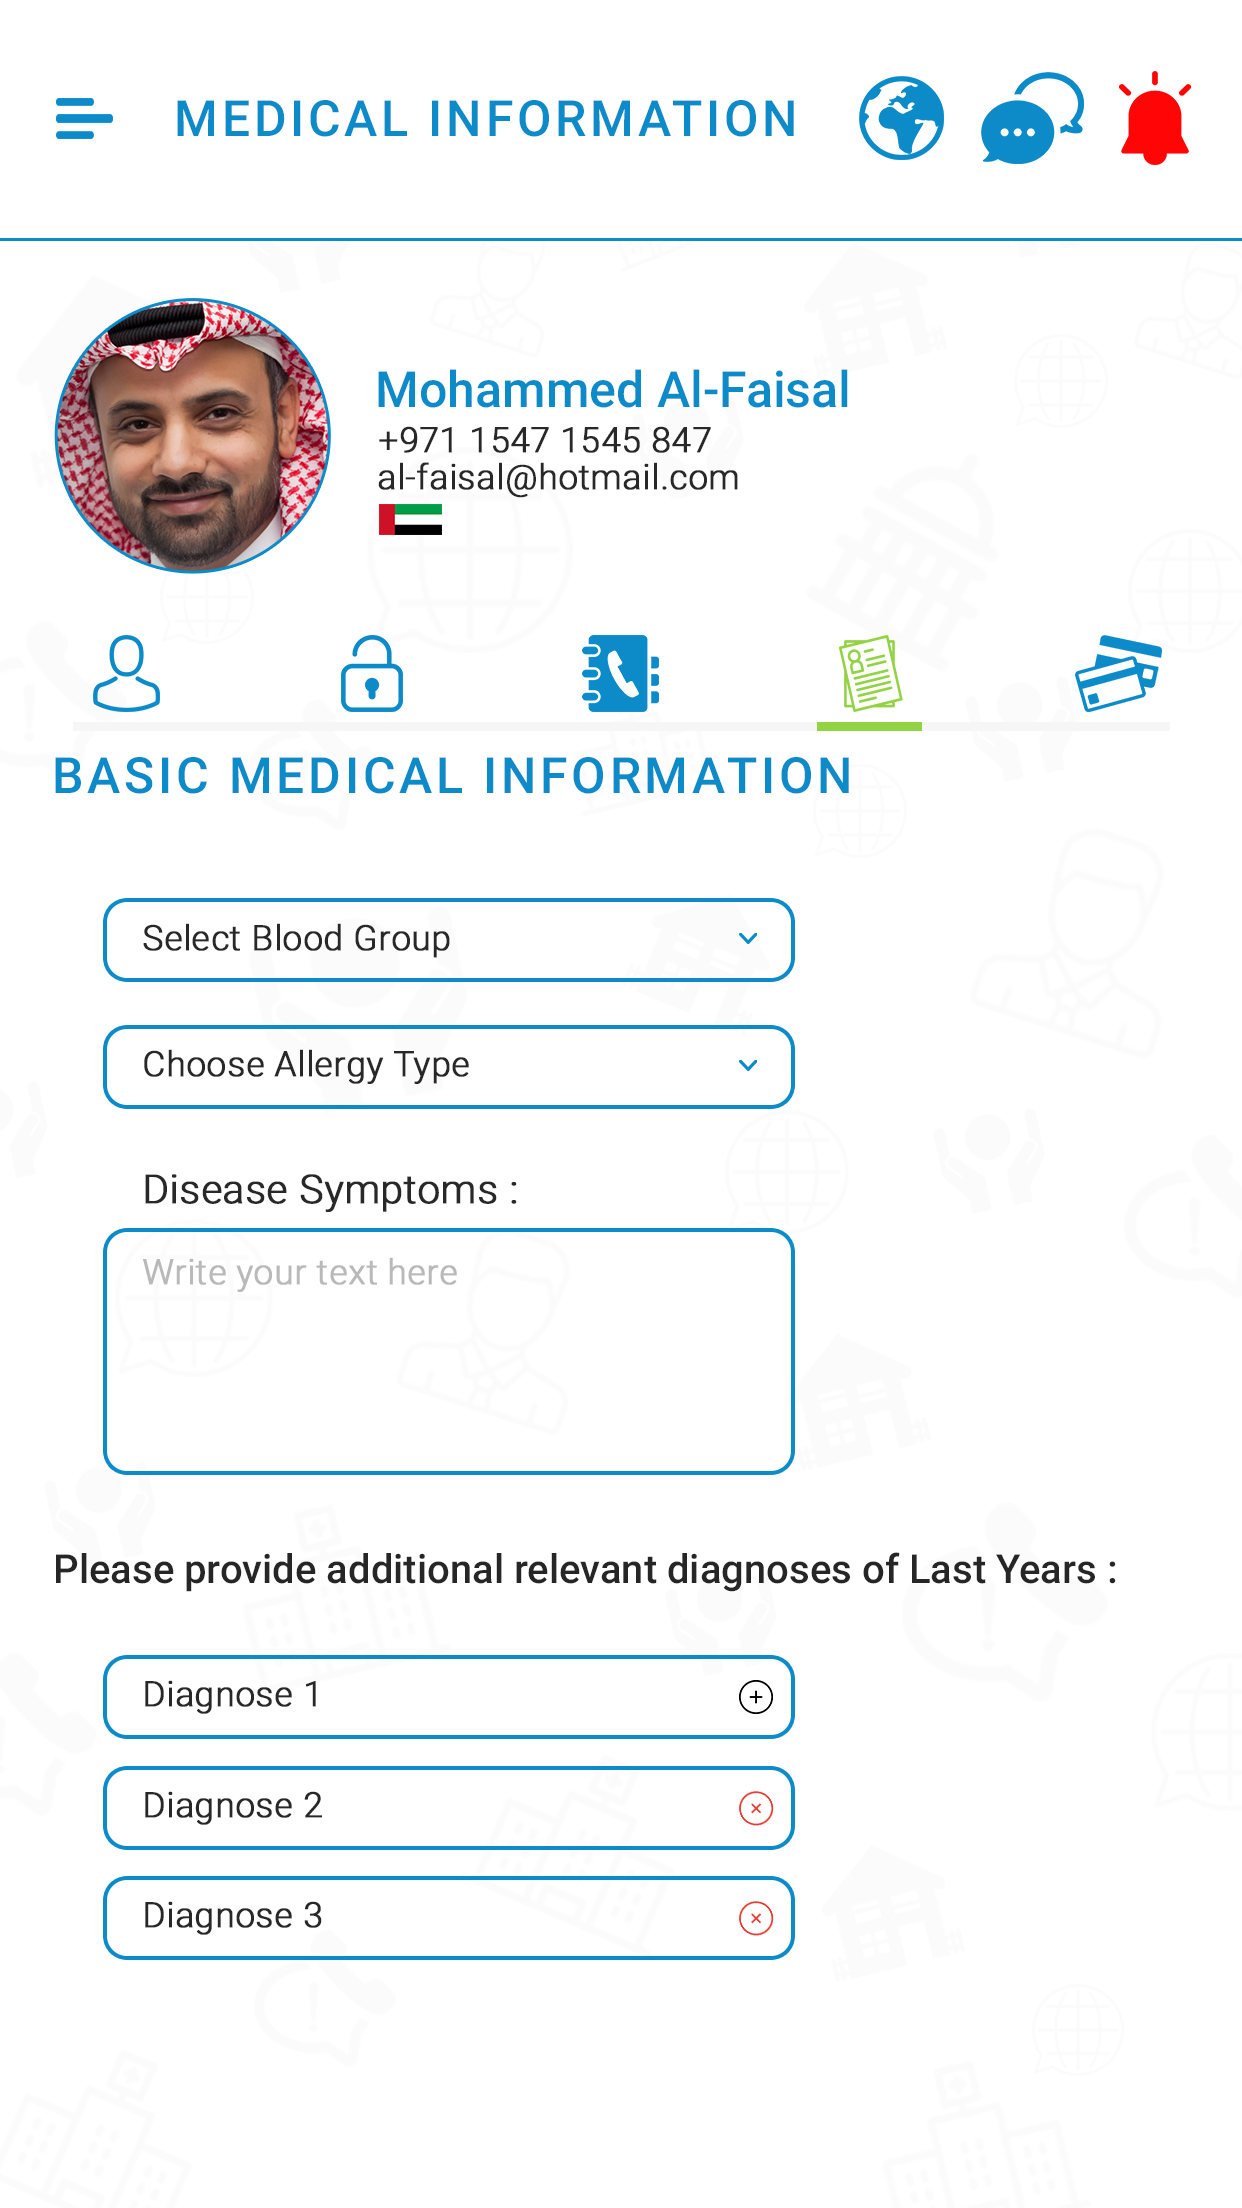 MEDICAL INFORMATION
Mohammed Al-Faisal
+971 1547 1545 847
al-faisal@hotmail.com
BASIC MEDICAL INFORMATION
Select Blood Group
Choose Allergy Type
Disease Symptoms :
Write your text here
Please provide additional relevant diagnoses of Last Years :
Diagnose 1
Diagnose 2
Diagnose 3